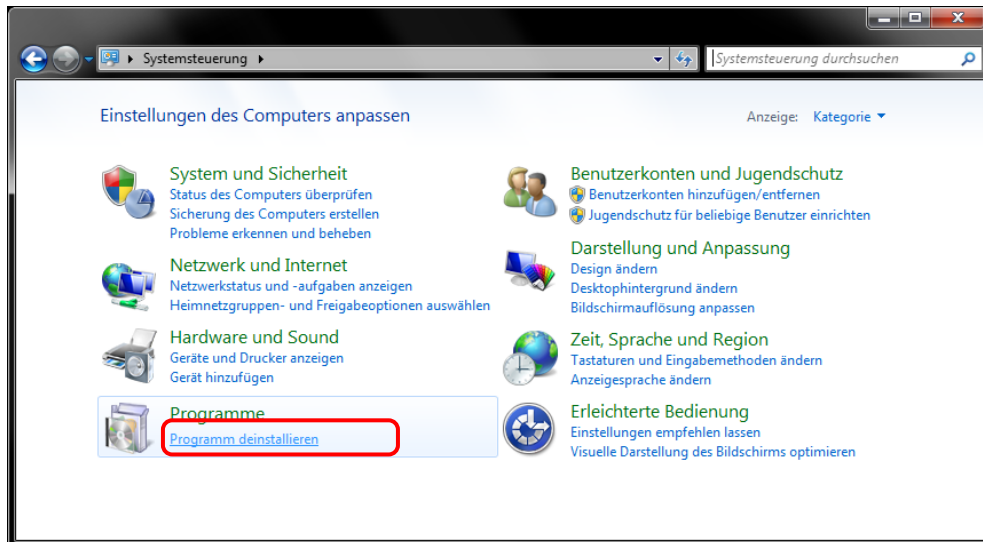 Systemsteuerung
Systemsteuerung durchsuchen
Einstellungen des Computers anpassen
Anzeige: Kategorie
System und Sicherheit
Status des Computers überprüfen
Sicherung des Computers erstellen
Probleme erkennen und beheben
Netzwerk und Internet
Netzwerkstatus und -aufgaben anzeigen
Heimnetzgruppen- und Freigabeoptionen auswählen
Hardware und Sound
Geräte und Drucker anzeigen
Gerät hinzufügen
Programme
Programm deinstallieren
Benutzerkonten und Jugendschutz
Benutzerkonten hinzufügen/entfernen
Jugendschutz für beliebige Benutzer einrichten
Darstellung und Anpassung
Design ändern
Desktophintergrund ändern
Bildschirmauflösung anpassen
Zeit, Sprache und Region
Tastaturen und Eingabemethoden ändern
Anzeigesprache ändern
Erleichterte Bedienung
Einstellungen empfehlen lassen
Visuelle Darstellung des Bildschirms optimieren